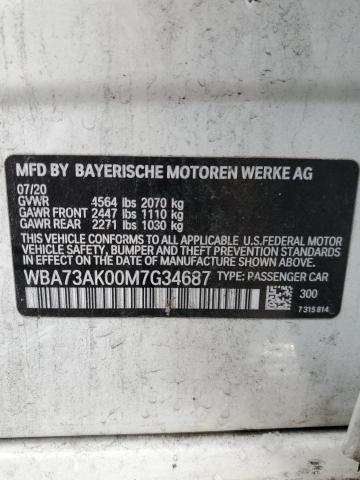 MFD BY BAYERISCHE MOTOREN WERKE AG
07/20
GVWR 4564 lbs 2070 kg
GAWR FRONT 2447 lbs 1110 kg
GAWR REAR 2271 lbs 1030 kg
THIS CONFORMS TO ALL APPLICABLE U.S.FEDERAL MOTOR
VEHICLE SAFETY, BUMPER, AND THEFT PREVENTION STANDARDS
IN EFFECT ON THE DATE OF MANUFACTURE SHOWN ABOVE.
WBA73AK00M7G34687 TYPE: PASSENGER CAR
300
7 315 814